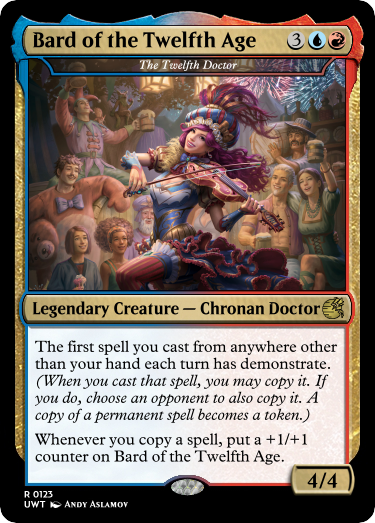 Bard of the Twelfth Age 3
The Twelfth Doctor
Legendary Creature — Chronan Doctor
The first spell you cast from anywhere other
than your hand each turn has demonstrate.
(When you cast that spell, you may copy it. If
you do, choose an opponent to also copy it. A
copy of a permanent spell becomes a token.)
Whenever you copy a spell, put a +1/+1
counter on Bard of the Twelfth Age.
4/4
R 0123
UWT Andy Aslamov